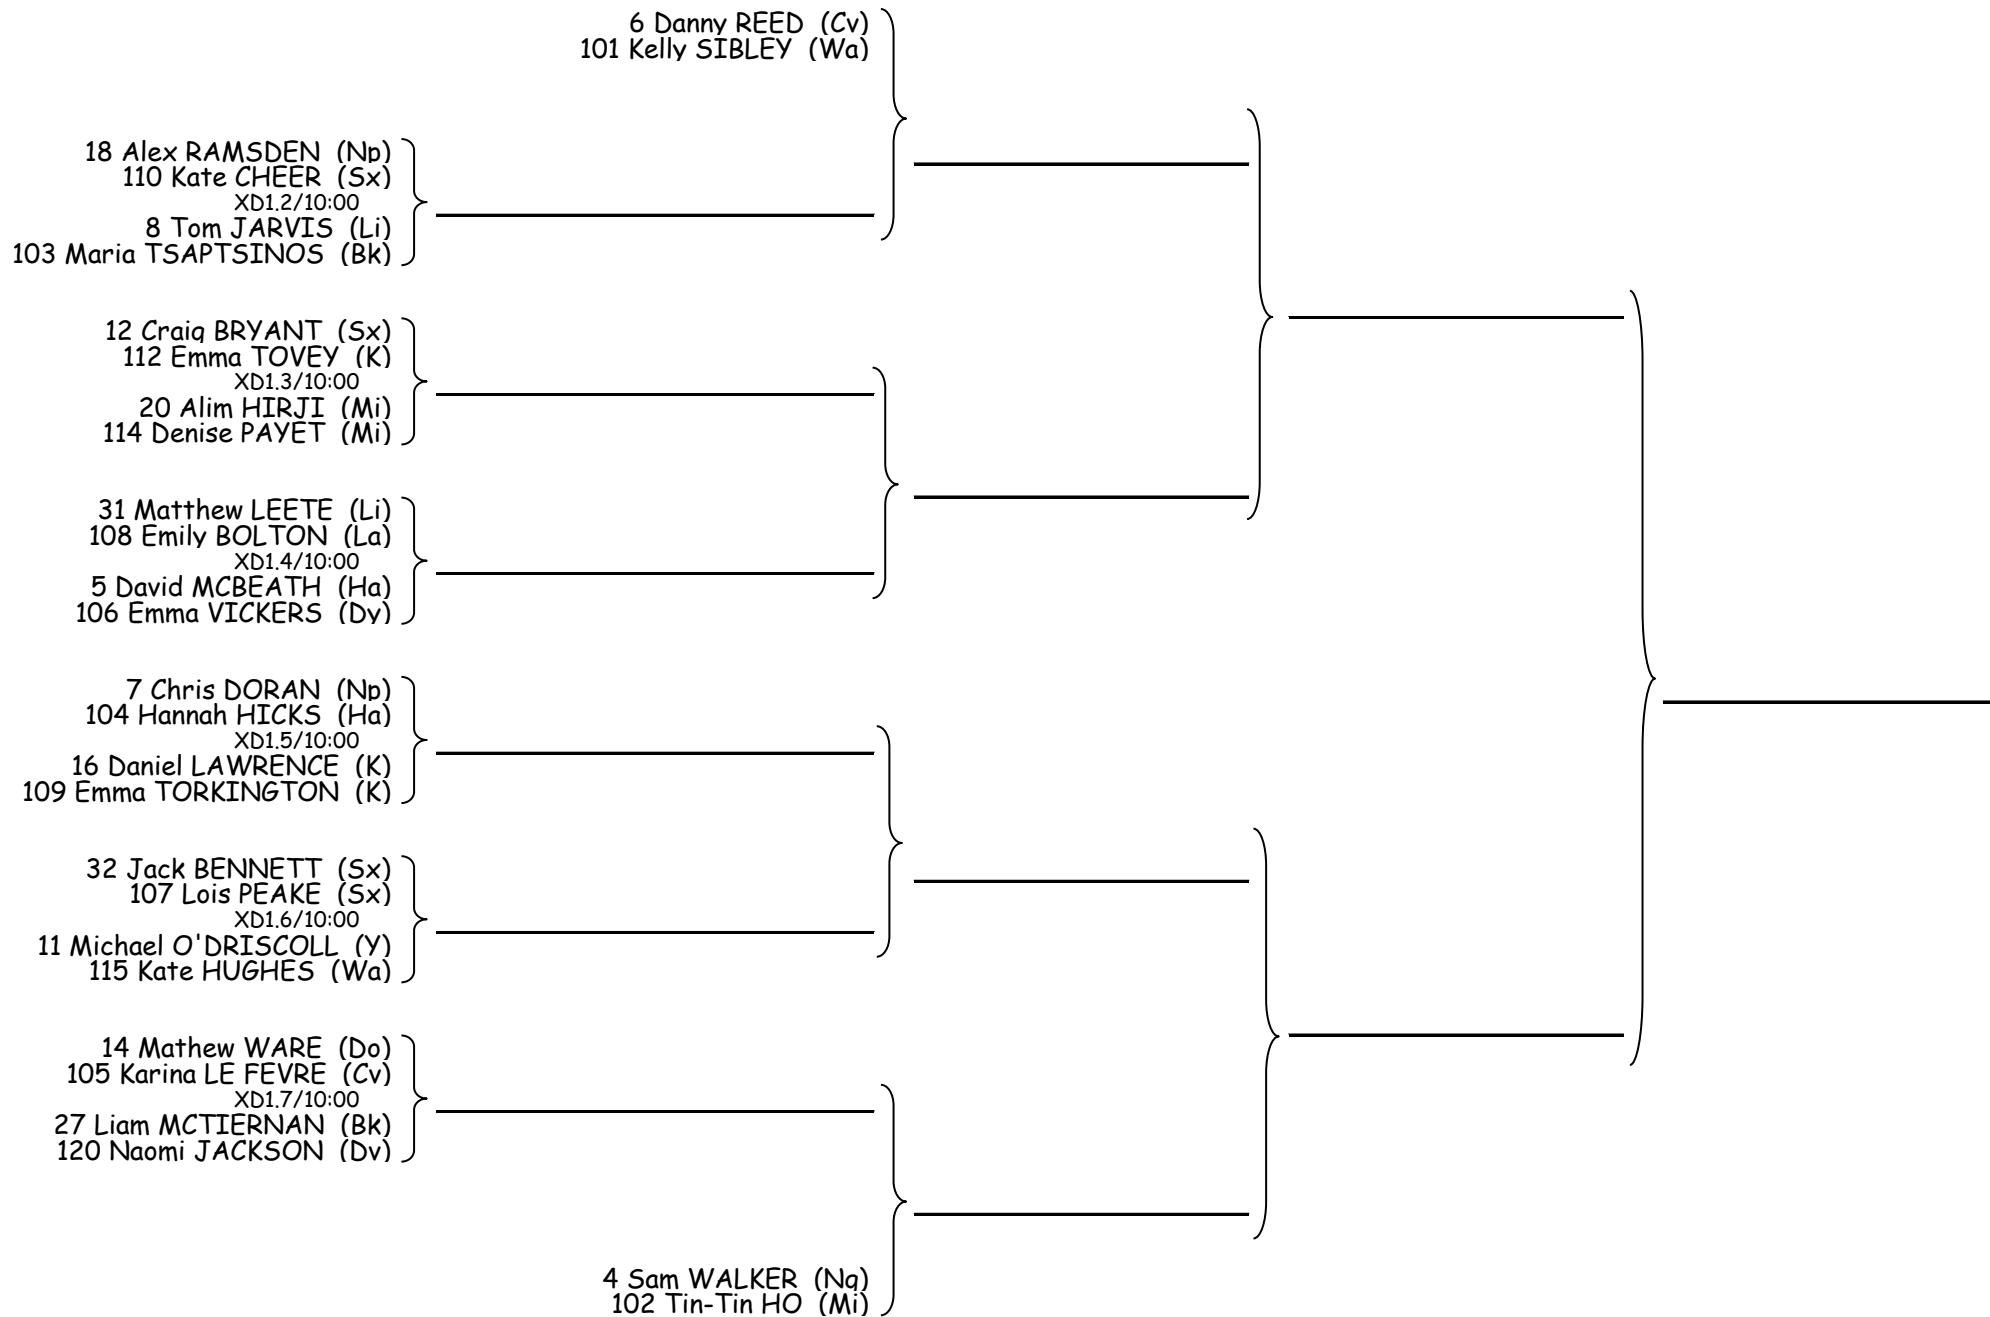 6 Danny REED (Cv)
101 Kelly SIBLEY (Wa)
18 Alex RAMSDEN (Np)
110 Kate CHEER (Sx)
XD1.2/10:00
8 Tom JARVIS (Li)
103 Maria TSAPTSINOS (Bk)
12 Craig BRYANT (Sx)
112 Emma TOVEY (K)
XD1.3/10:00
20 Alim HIRJI (Mi)
114 Denise PAYET (Mi)
31 Matthew LEETE (Li)
108 Emily BOLTON (La)
XD1.4/10:00
5 David MCBEATH (Ha)
106 Emma VICKERS (Dy)
7 Chris DORAN (Np)
104 Hannah HICKS (Ha)
XD1.5/10:00
16 Daniel LAWRENCE (K)
109 Emma TORKINGTON (K)
32 Jack BENNETT (Sx)
107 Lois PEAKE (Sx)
XD1.6/10:00
11 Michael O'DRISCOLL (Y)
115 Kate HUGHES (Wa)
14 Mathew WARE (Do)
105 Karina LE FEVRE (Cv)
XD1.7/10:00
27 Liam MCTIERNAN (Bk)
120 Naomi JACKSON (Dv)
4 Sam WALKER (Ng)
102 Tin-Tin HO (Mi)